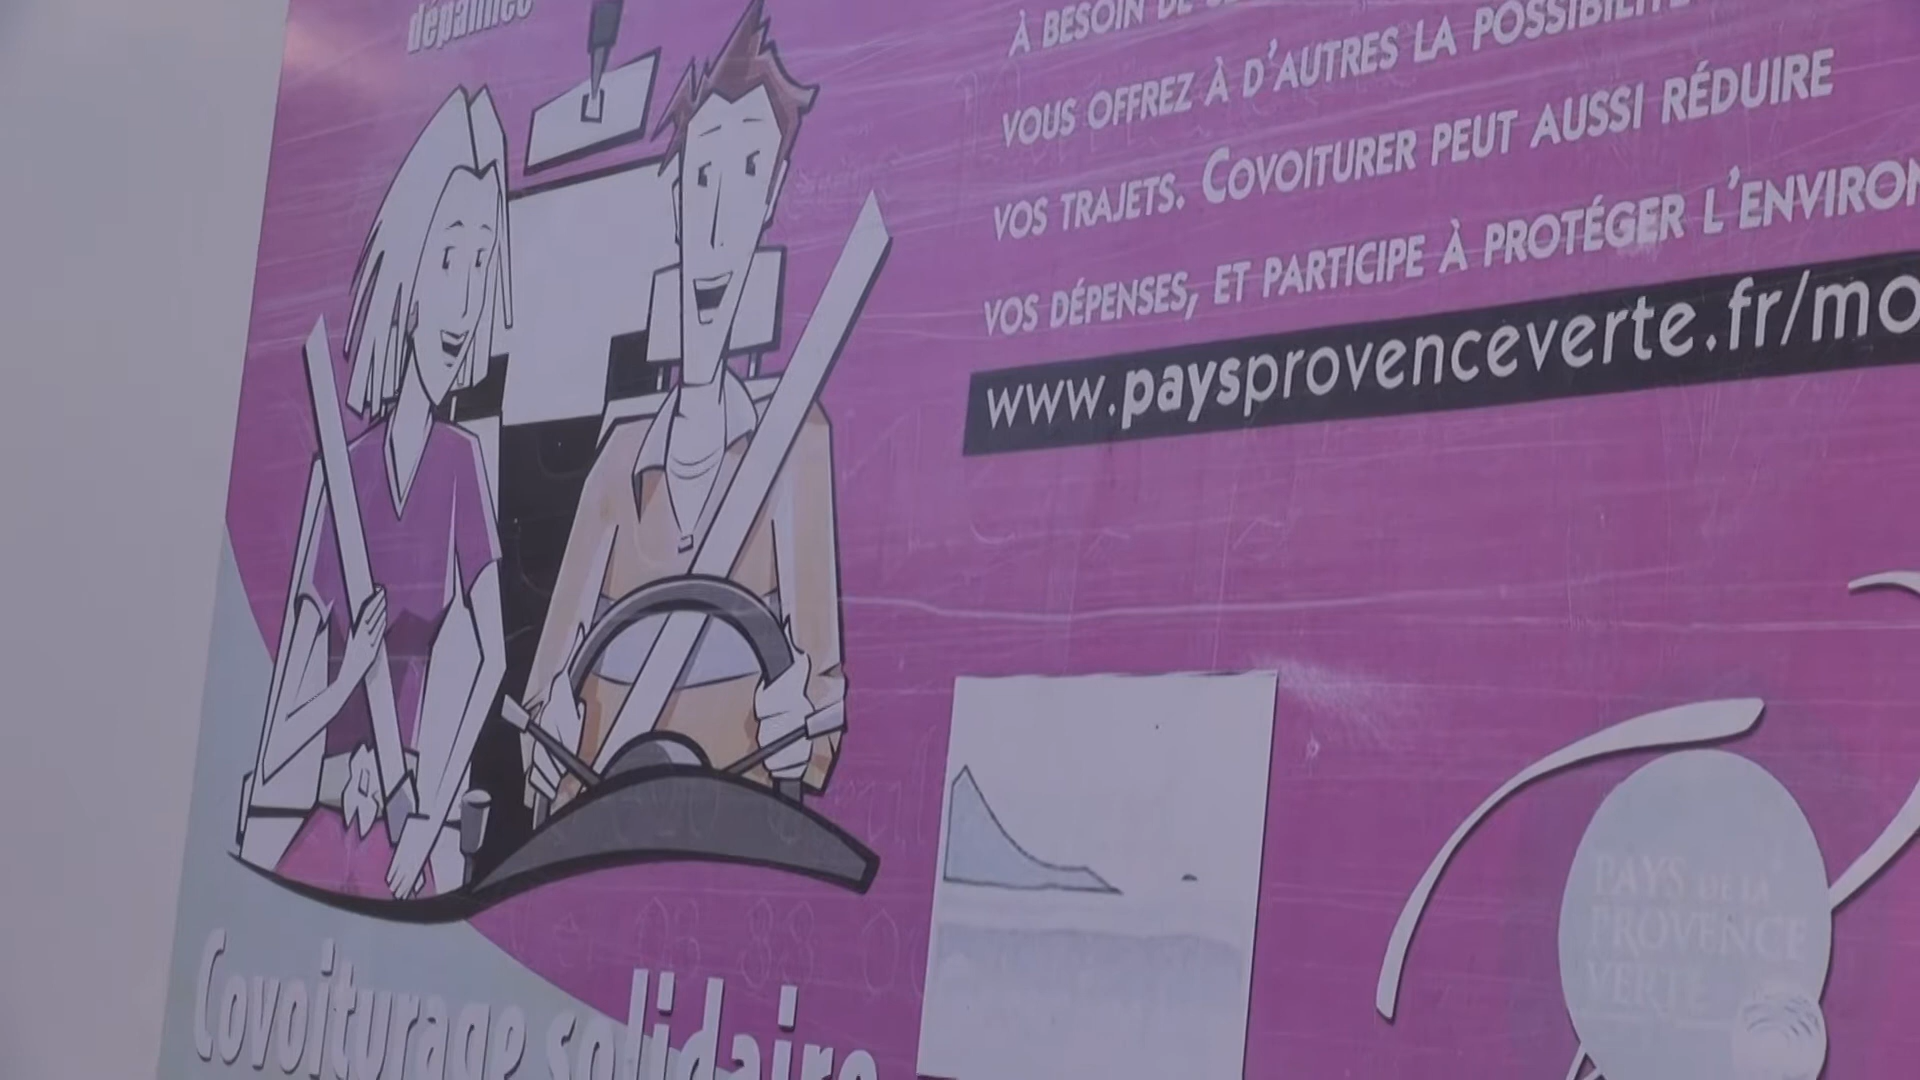 dépannée
À BESOIN DE
VOUS OFFREZ À D'AUTRES LA POSSIBILITÉ
VOS TRAJETS. COVOITURER PEUT AUSSI RÉDUIRE
VOS DÉPENSES, ET PARTICIPE À PROTÉGER L'ENVIRON
www.paysprovenceverte.fr/mo
PAYS DE LA
PROVENCE
VERTE
Covoiturage solidaire